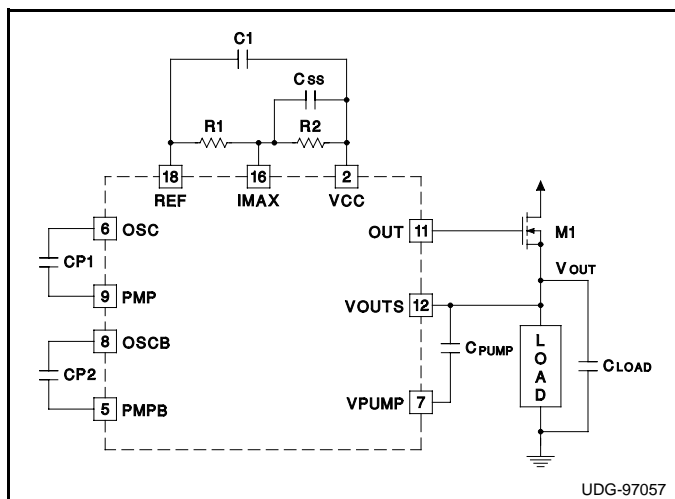 C1
CSS
R1
R2
18
16
2
REF
IMAX
VCC
6
OSC
OUT
11
M1
CP1
VOUT
9
PMP
VOUTS
12
8
OSCB
CPUMP
LOAD
CLOAD
CP2
5
PMPB
VPUMP
7
UDG-97057